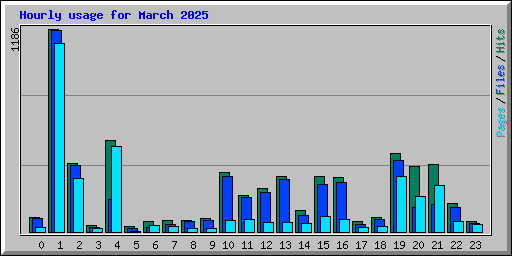 Hourly usage for March 2025
1186
Pages/Files/Hits
0 1 2 3 4 5 6 7 8 9 10 11 12 13 14 15 16 17 18 19 20 21 22 23